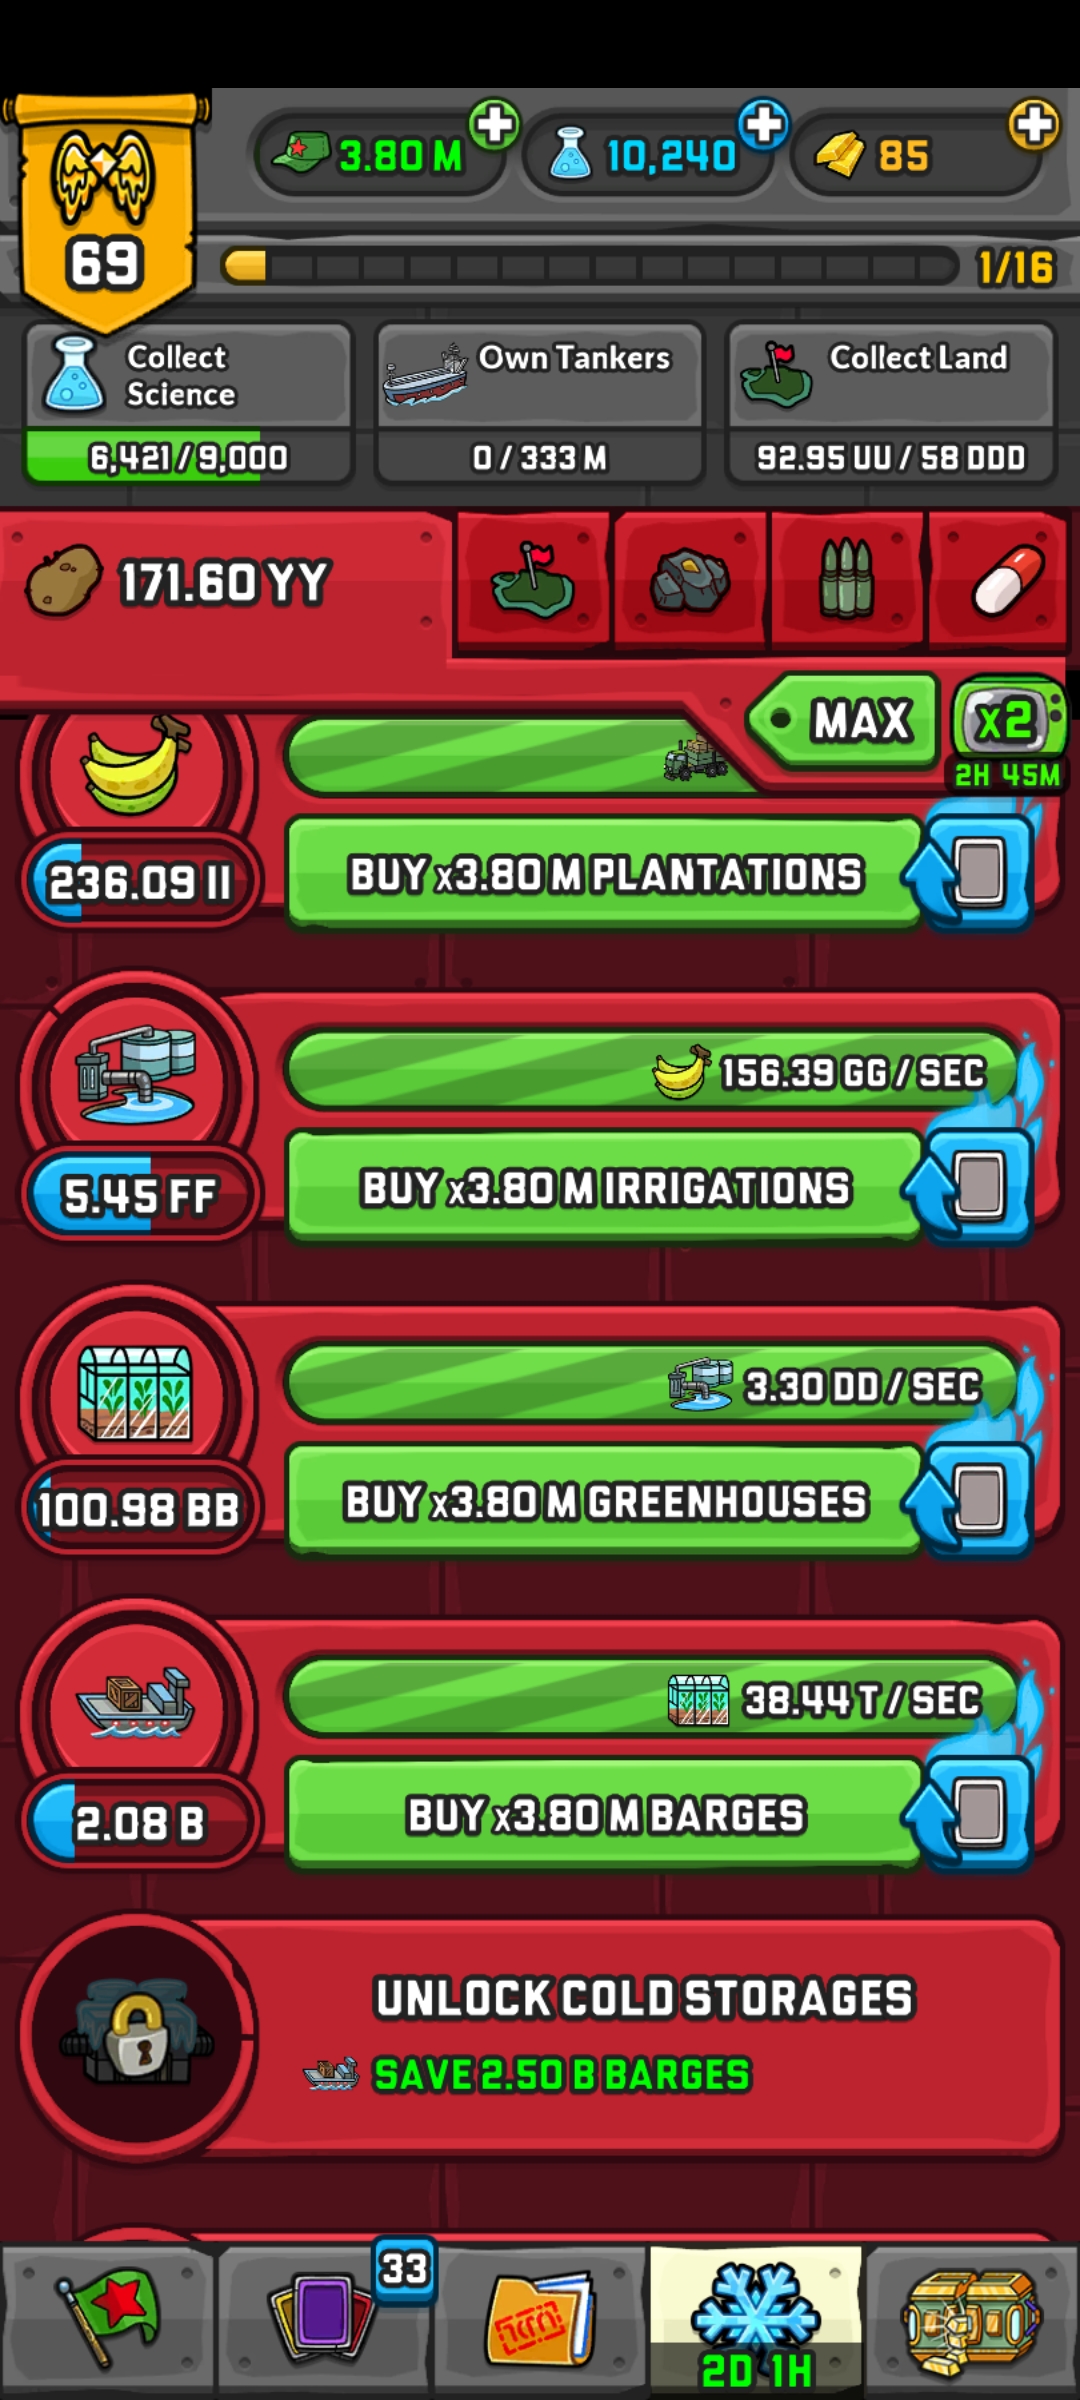 3.80 M
10,240
85
69
1/16
Collect
Science
6,421/9,000
Own Tankers
0/333 M
Collect Land
92.95 UU/58 DDD
171.60 YY
MAX
x2
2H 45M
236.09 II
BUY x3.80 M PLANTATIONS
156.39 GG/SEC
5.45 FF
BUY x3.80 M IRRIGATIONS
3.30 DD/SEC
100.98 BB
BUY x3.80 M GREENHOUSES
38.44 T/SEC
2.08 B
BUY x3.80 M BARGES
UNLOCK COLD STORAGES
SAVE 2.50 B BARGES
33
2D 1H